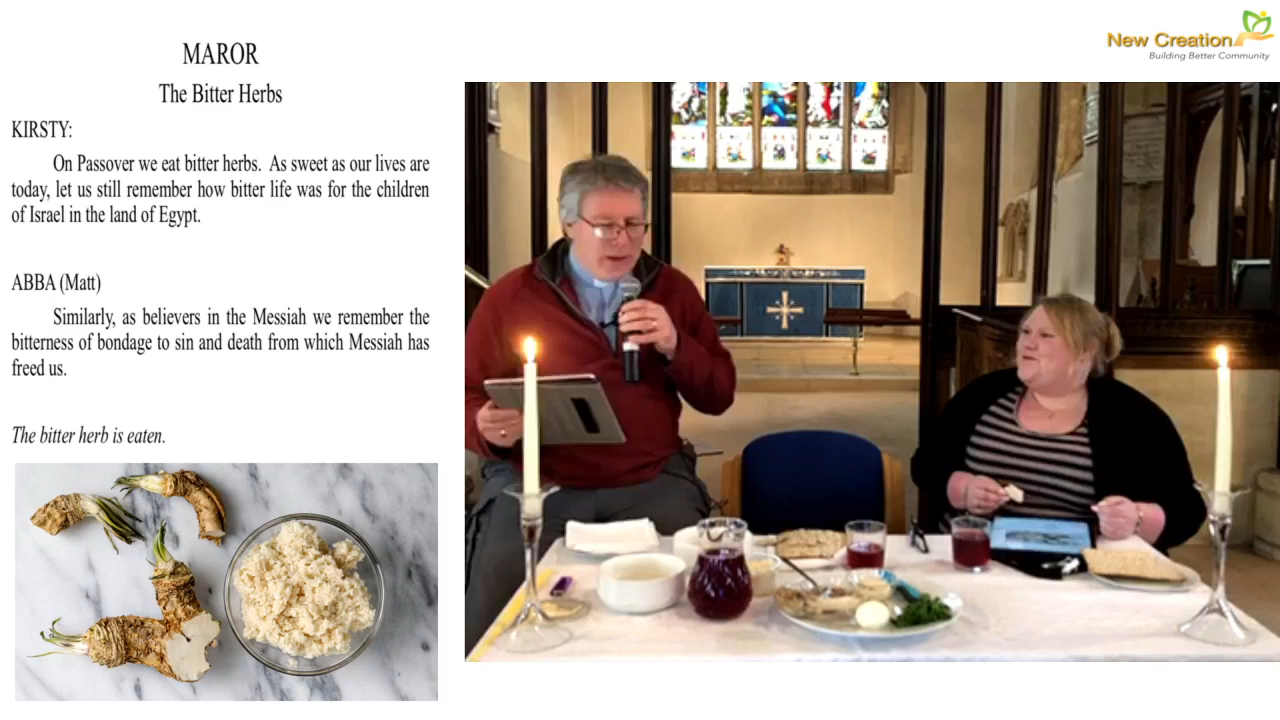 MAROR
The Bitter Herbs
KIRSTY:
On Passover we eat bitter herbs. As sweet as our lives are
today, let us still remember how bitter life was for the children
of Israel in the land of Egypt.
ABBA (Matt)
Similarly, as believers in the Messiah we remember the
bitterness of bondage to sin and death from which Messiah has
freed us.
The bitter herb is eaten.
New Creation
Building Better Community